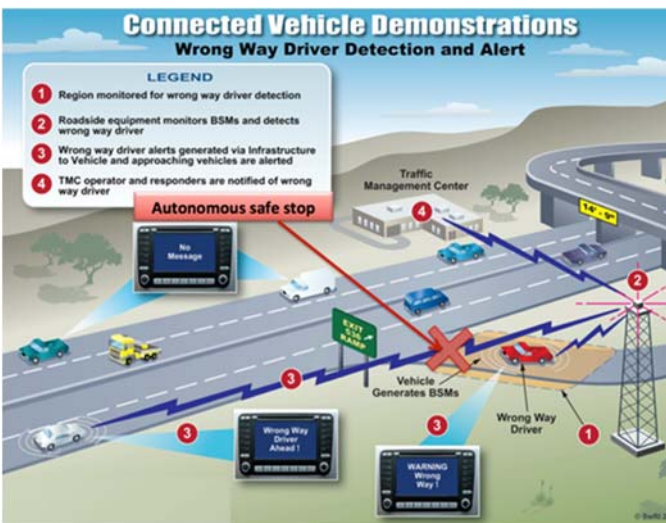 Connected Vehicle Demonstrations
Wrong Way Driver Detection and Alert
LEGEND
1 Region monitored for wrong way driver detection
2 Roadside equipment monitors BSMs and detects
wrong way driver
3 Wrong way driver alerts generated via Infrastructure
to Vehicle and approaching vehicles are alerted
4 TMC operator and responders are notified of wrong
way driver
Autonomous safe stop
Traffic
Management Center
4
14' - 9"
No
Message
2
EXIT
536
RAMP
Vehicle
Generates BSMs
3
Wrong Way
Driver
1
3
Wrong Way
Driver
Ahead !
3
WARNING
Wrong
Way !